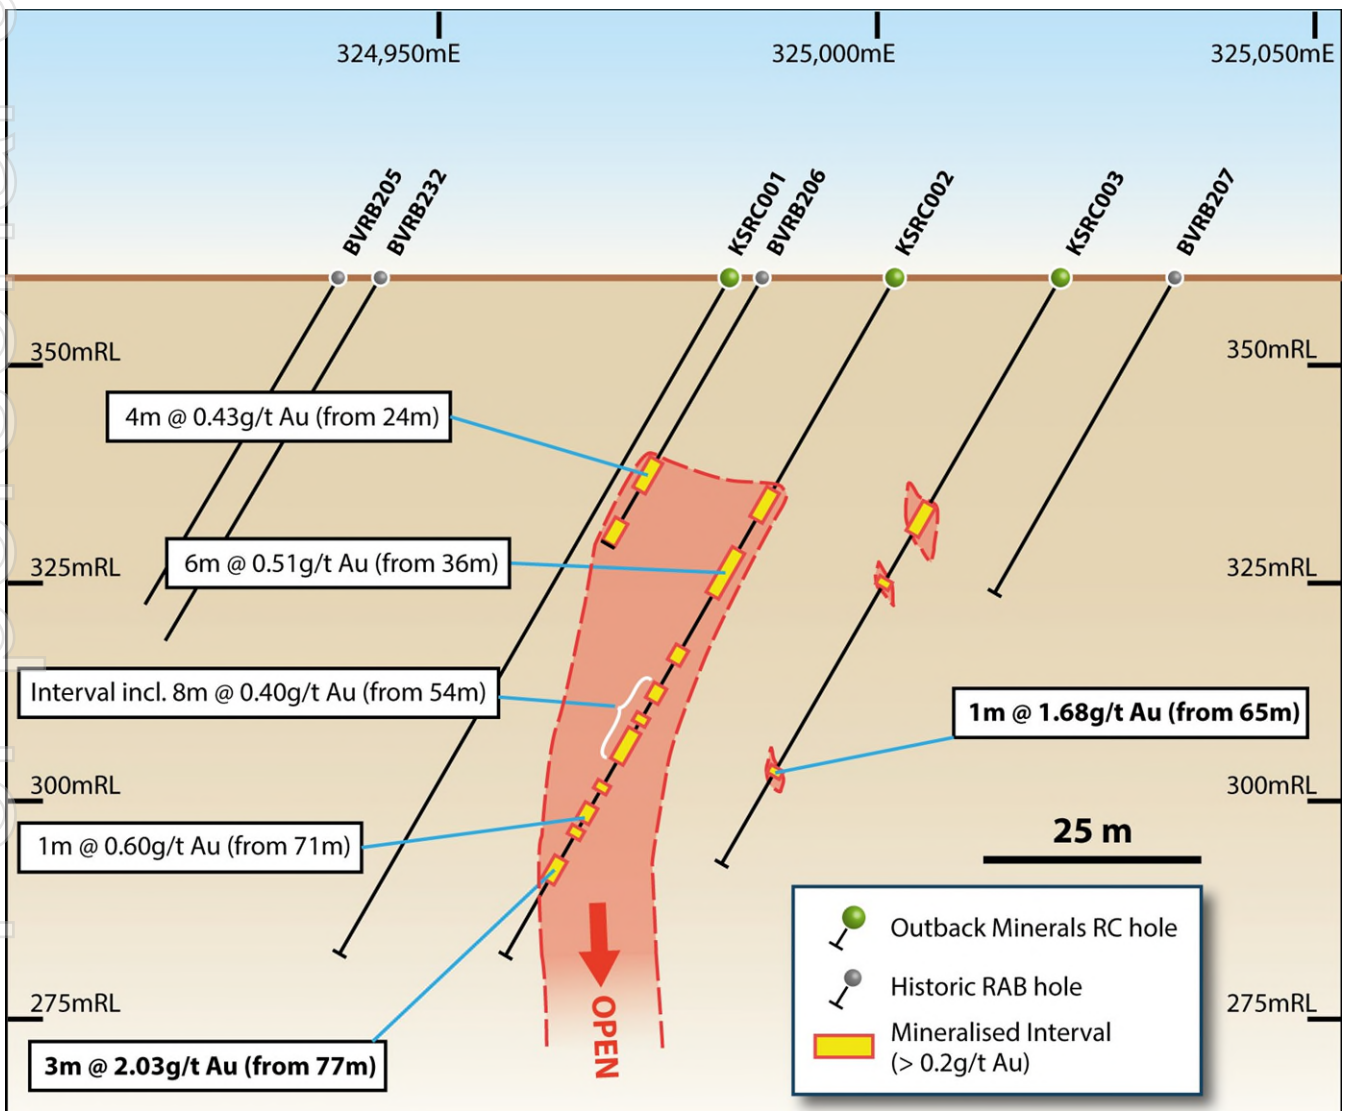 324,950mE
325,000mE
325,050mE
BVRB205
BVRB232
KSRC001
BVRB206
KSRC002
KSRC003
BVRB207
350mRL
350mRL
4m @ 0.43g/t Au (from 24m)
6m @ 0.51g/t Au (from 36m)
325mRL
325mRL
Interval incl. 8m @ 0.40g/t Au (from 54m)
1m @ 1.68g/t Au (from 65m)
300mRL
300mRL
1m @ 0.60g/t Au (from 71m)
25 m
275mRL
275mRL
OPEN
3m @ 2.03g/t Au (from 77m)
Outback Minerals RC hole
Historic RAB hole
Mineralised Interval
(> 0.2g/t Au)